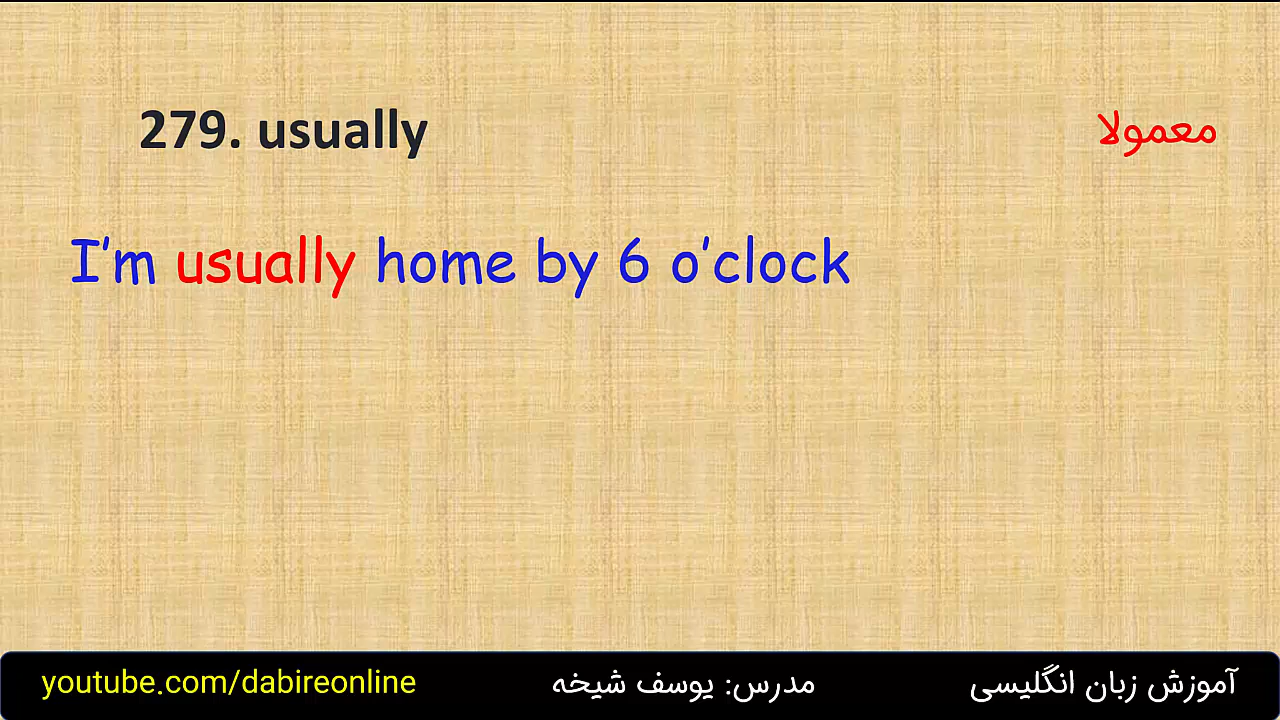 279. usually معمولا
I'm usually home by 6 o'clock
youtube.com/dabireonline مدرس: یوسف شیخه آموزش زبان انگلیسی